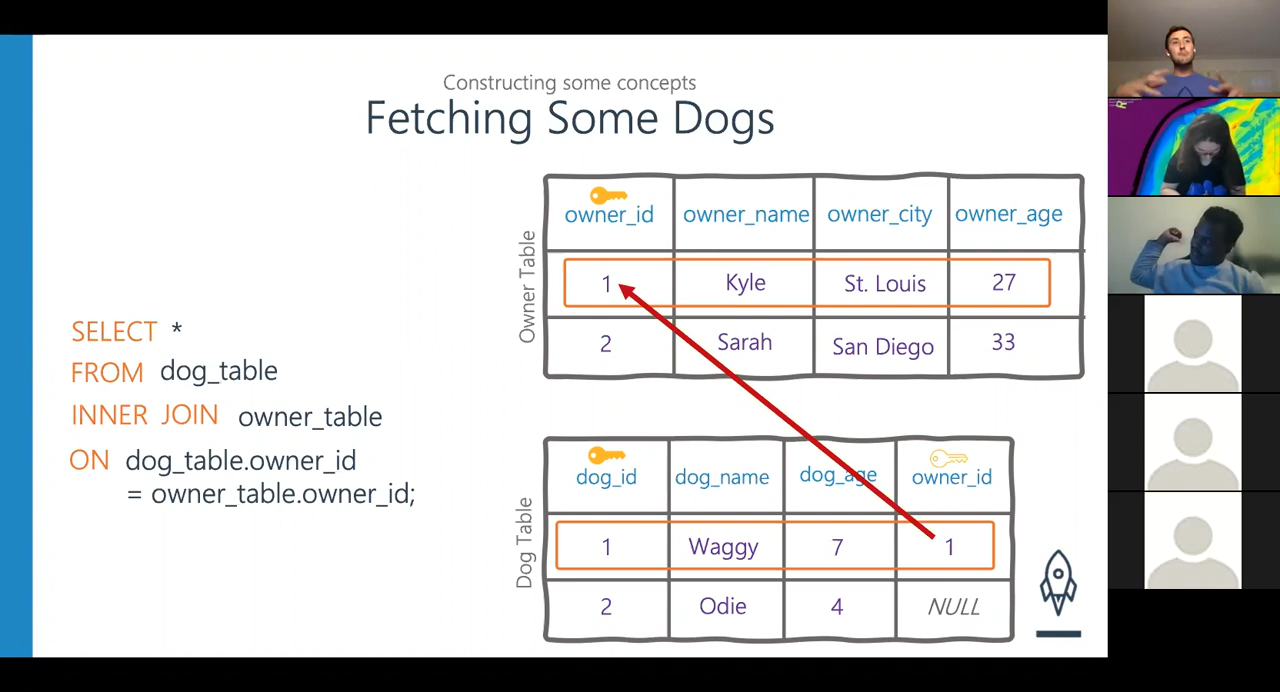 Constructing some concepts
Fetching Some Dogs
SELECT *
FROM dog_table
INNER JOIN owner_table
ON dog_table.owner_id
= owner_table.owner_id;
Owner Table
owner_id owner_name owner_city owner_age
1 Kyle St. Louis 27
2 Sarah San Diego 33
Dog Table
dog_id dog_name dog_age owner_id
1 Waggy 7 1
2 Odie 4 NULL
R